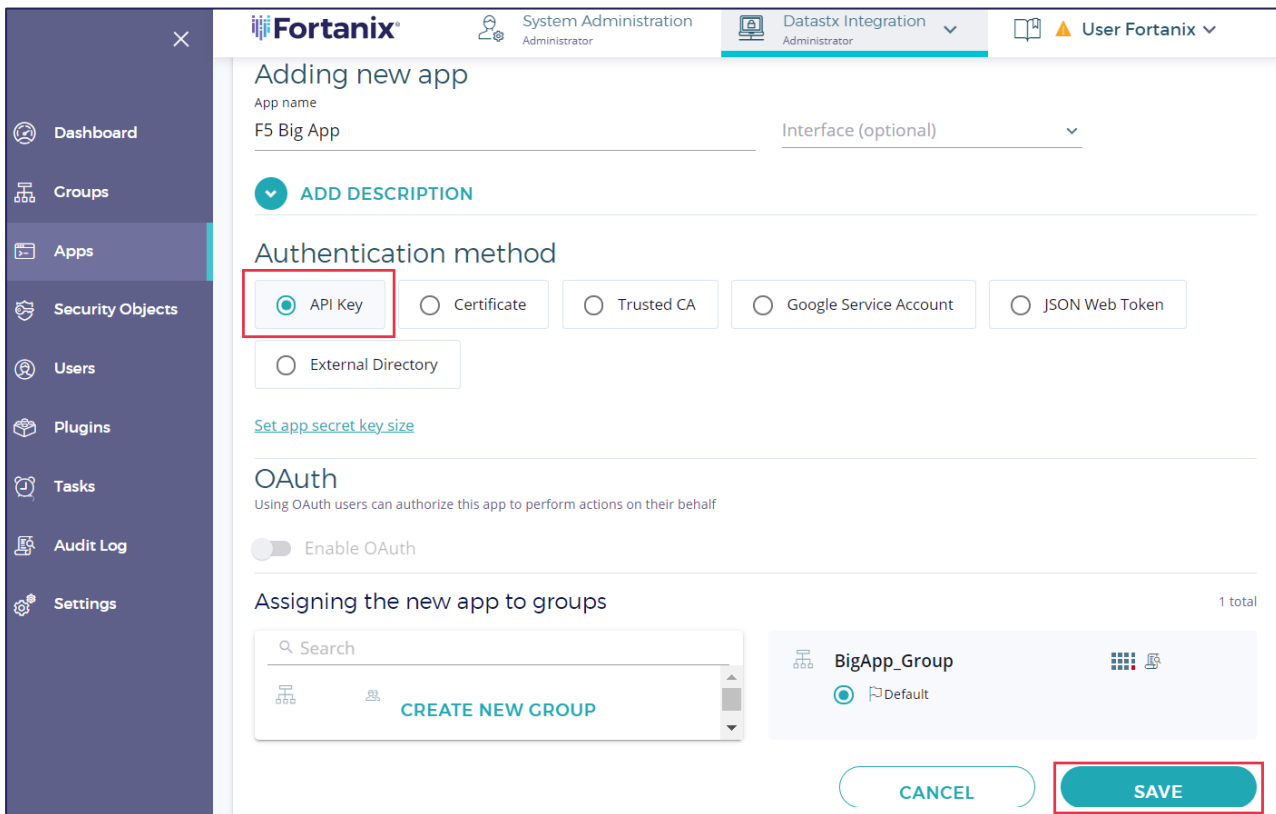 Fortanix®
System Administration
Administrator
Datastx Integration
Administrator
User Fortanix
Dashboard
Groups
Apps
Security Objects
Users
Plugins
Tasks
Audit Log
Settings
Adding new app
App name
F5 Big App
Interface (optional)
ADD DESCRIPTION
Authentication method
API Key
Certificate
Trusted CA
Google Service Account
JSON Web Token
External Directory
Set app secret key size
OAuth
Using OAuth users can authorize this app to perform actions on their behalf
Enable OAuth
Assigning the new app to groups
1 total
Search
CREATE NEW GROUP
BigApp_Group
Default
CANCEL
SAVE